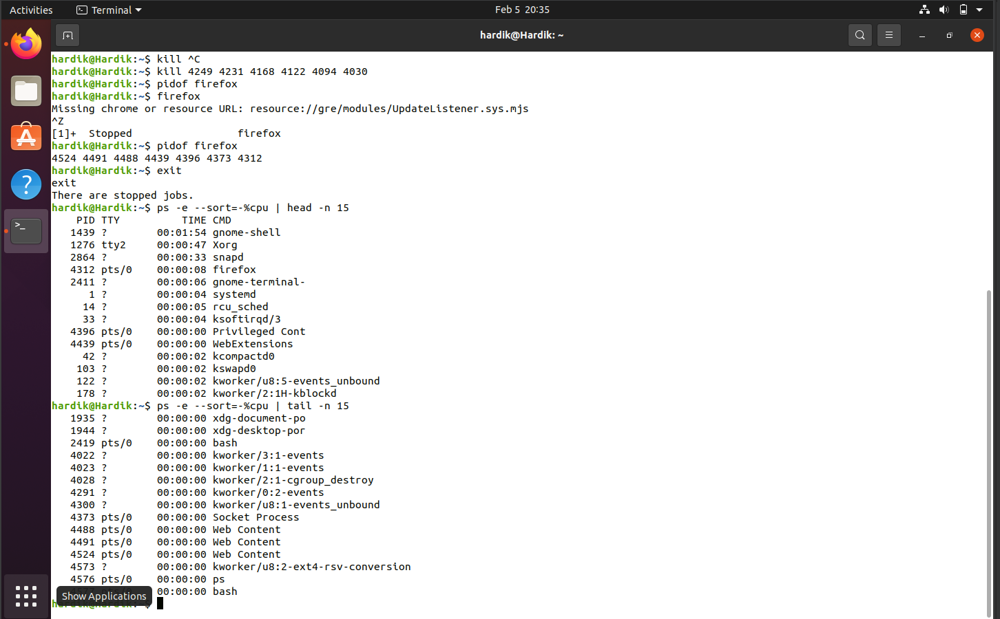 Activities Terminal Feb 5 20:35
hardik@Hardik: ~
hardik@Hardik:~$ kill ^C
hardik@Hardik:~$ kill 4249 4231 4168 4122 4094 4030
hardik@Hardik:~$ pidof firefox
hardik@Hardik:~$ firefox
Missing chrome or resource URL: resource://gre/modules/UpdateListener.sys.mjs
^Z
[1]+  Stopped                 firefox
hardik@Hardik:~$ pidof firefox
4524 4491 4488 4439 4396 4373 4312
hardik@Hardik:~$ exit
exit
There are stopped jobs.
hardik@Hardik:~$ ps -e --sort=-%cpu | head -n 15
    PID TTY          TIME CMD
   1439 ?        00:01:54 gnome-shell
   1276 tty2     00:00:47 Xorg
   2864 ?        00:00:33 snapd
   4312 pts/0    00:00:08 firefox
   2411 ?        00:00:06 gnome-terminal-
      1 ?        00:00:04 systemd
     14 ?        00:00:05 rcu_sched
     33 ?        00:00:04 ksoftirqd/3
   4396 pts/0    00:00:00 Privileged Cont
   4439 pts/0    00:00:00 WebExtensions
     42 ?        00:00:02 kcompactd0
    103 ?        00:00:02 kswapd0
    122 ?        00:00:02 kworker/u8:5-events_unbound
    178 ?        00:00:02 kworker/2:1H-kblockd
hardik@Hardik:~$ ps -e --sort=-%cpu | tail -n 15
   1935 ?        00:00:00 xdg-document-po
   1944 ?        00:00:00 xdg-desktop-por
   2419 pts/0    00:00:00 bash
   4022 ?        00:00:00 kworker/3:1-events
   4023 ?        00:00:00 kworker/1:1-events
   4028 ?        00:00:00 kworker/2:1-cgroup_destroy
   4291 ?        00:00:00 kworker/0:2-events
   4300 ?        00:00:00 kworker/u8:1-events_unbound
   4373 pts/0    00:00:00 Socket Process
   4488 pts/0    00:00:00 Web Content
   4491 pts/0    00:00:00 Web Content
   4524 pts/0    00:00:00 Web Content
   4573 ?        00:00:00 kworker/u8:2-ext4-rsv-conversion
   4576 pts/0    00:00:00 ps
00:00:00 bash
Show Applications
$